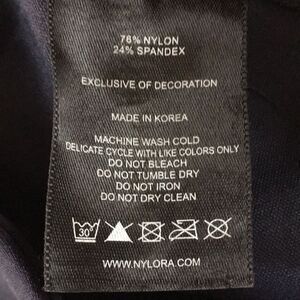 76% NYLON
24% SPANDEX
EXCLUSIVE OF DECORATION
MADE IN KOREA
MACHINE WASH COLD
DELICATE CYCLE WITH LIKE COLORS ONLY
DO NOT BLEACH
DO NOT TUMBLE DRY
DO NOT IRON
DO NOT DRY CLEAN
30°
WWW.NYLORA.COM